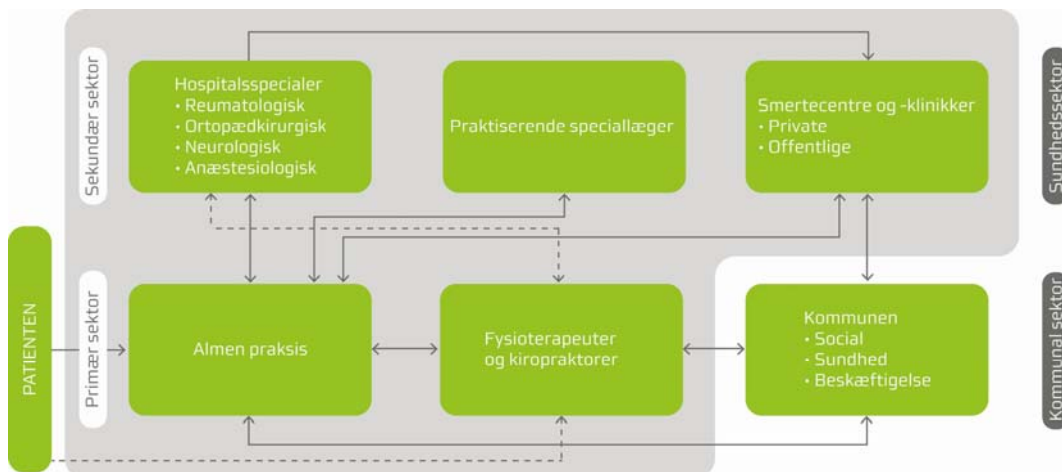 Sekundær sektor
Hospitalsspecialer
• Reumatologisk
• Ortopædkirurgisk
• Neurologisk
• Anæstesiologisk
Praktiserende speciallæger
Smertecentre og -klinikker
• Private
• Offentlige
Sundhedssektor
PATIENTEN
Primær sektor
Almen praksis
Fysioterapeuter
og kiropraktorer
Kommunen
• Social
• Sundhed
• Beskæftigelse
Kommunal sektor